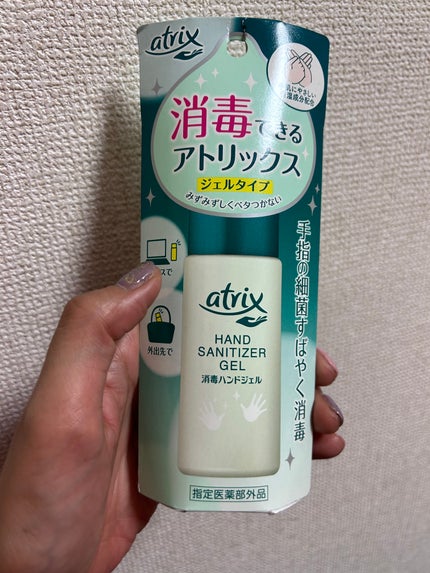 atrix
肌にやさしい
保湿成分配合
消毒できる
アトリックス
ジェルタイプ
みずみずしくベタつかない
手指の細菌すばやく消毒
スで
外出先で
atrix
HAND
SANITIZER
GEL
消毒ハンドジェル
指定医薬部外品